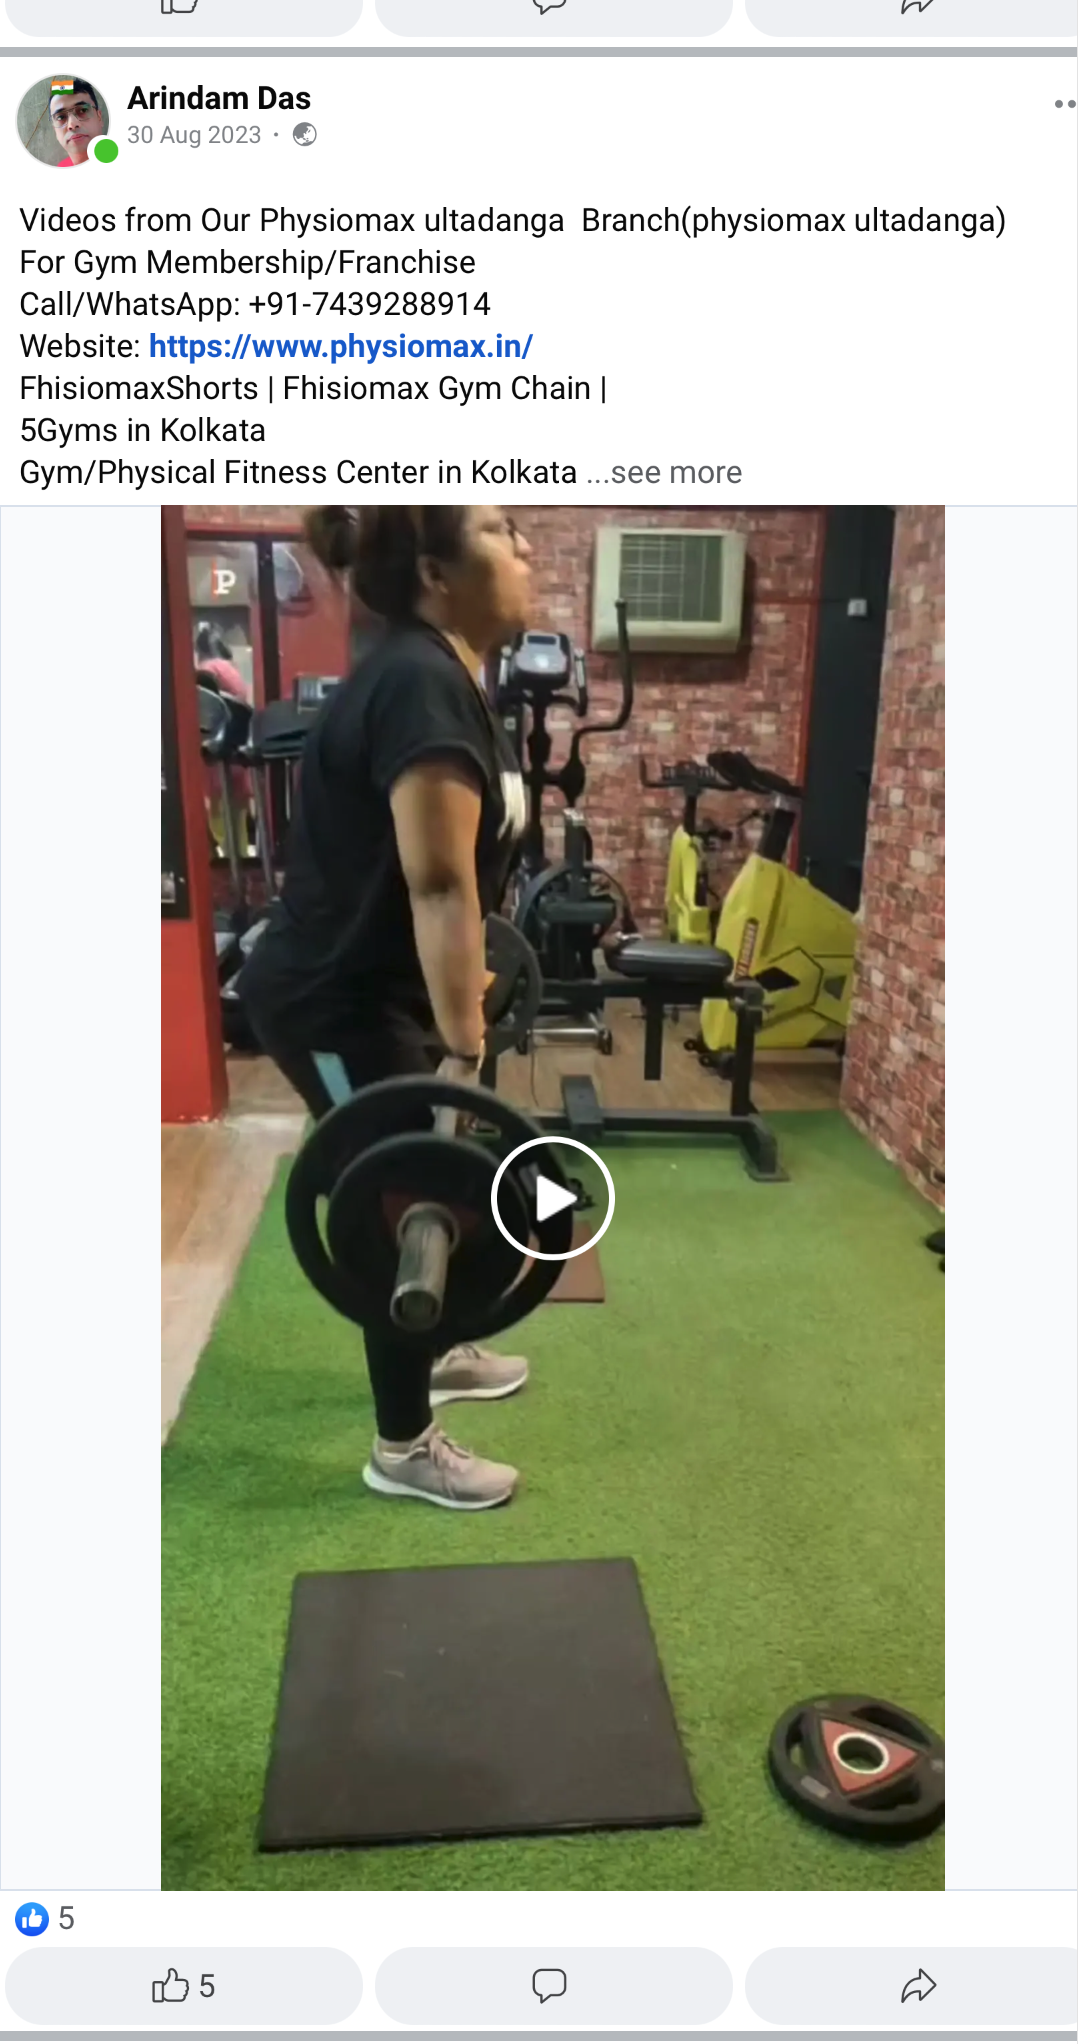 Arindam Das
30 Aug 2023 ·
Videos from Our Physiomax ultadanga  Branch(physiomax ultadanga)
For Gym Membership/Franchise
Call/WhatsApp: +91-7439288914
Website: https://www.physiomax.in/
FhisiomaxShorts | Fhisiomax Gym Chain |
5Gyms in Kolkata
Gym/Physical Fitness Center in Kolkata ...see more
P
5
5